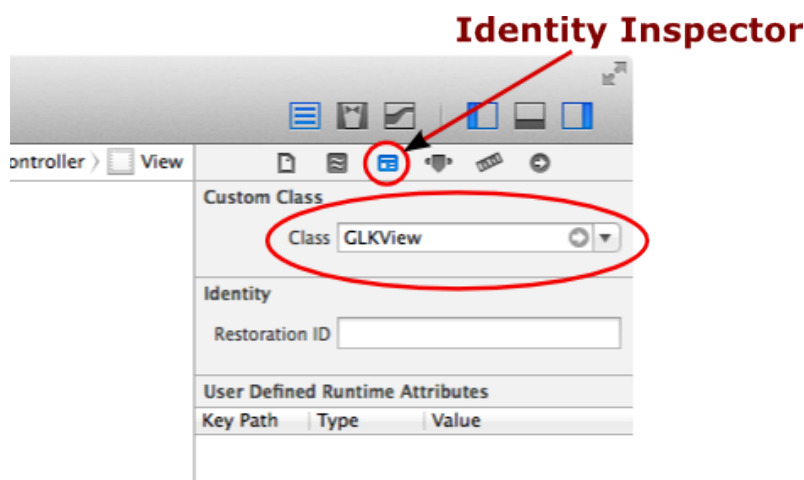 Identity Inspector
ontroller 〉 View
Custom Class
Class GLKView
Identity
Restoration ID
User Defined Runtime Attributes
Key Path Type Value